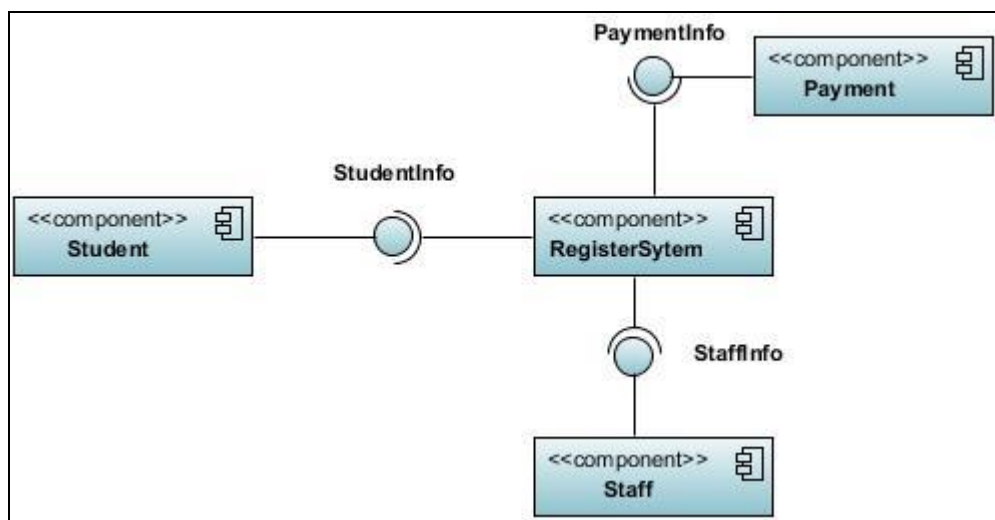 PaymentInfo
<<component>>
Payment
StudentInfo
<<component>>
Student
<<component>>
RegisterSytem
StaffInfo
<<component>>
Staff